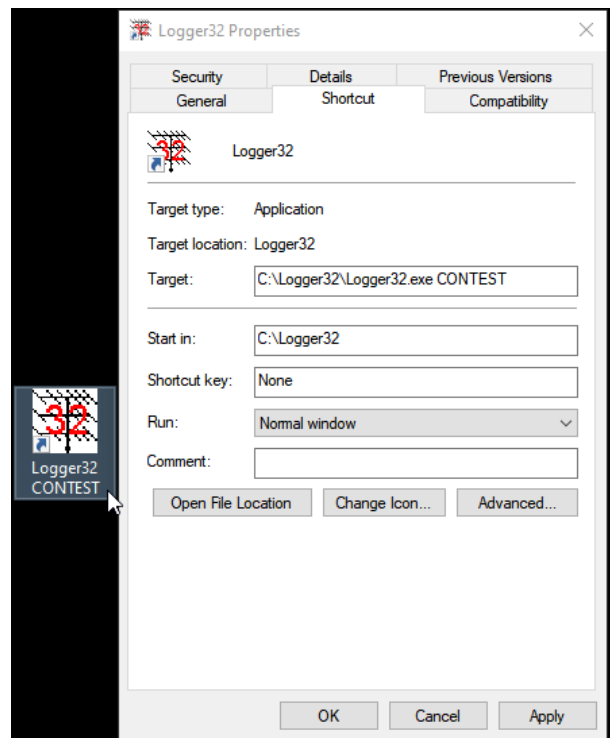 Logger32 Properties
Security Details Previous Versions
General Shortcut Compatibility
32 Logger32
Target type: Application
Target location: Logger32
Target: C:\Logger32\Logger32.exe CONTEST
Start in: C:\Logger32
Shortcut key: None
Run: Normal window
Comment:
32
Logger32
CONTEST
Open File Location Change Icon... Advanced...
OK Cancel Apply